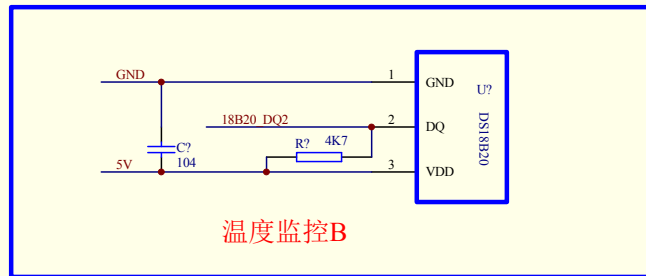 GND
1
GND
U?
DS18B20
18B20_DQ2
2
DQ
C?
104
R?
4K7
5V
3
VDD
温度监控B